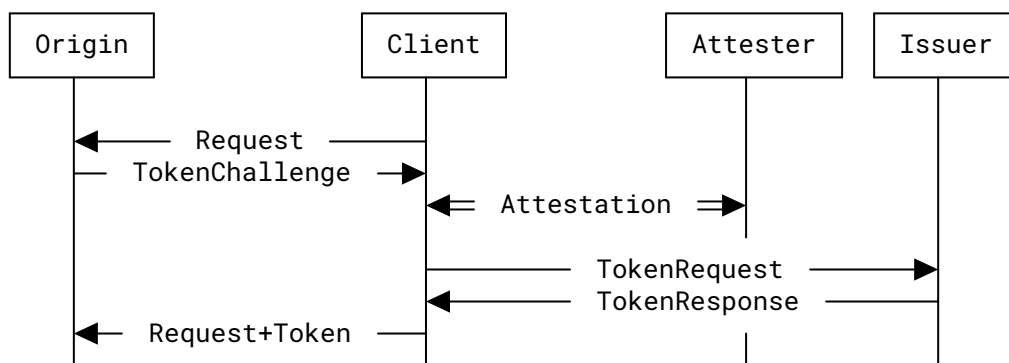 Origin Client Attester Issuer
Request
TokenChallenge
Attestation
TokenRequest
TokenResponse
Request+Token